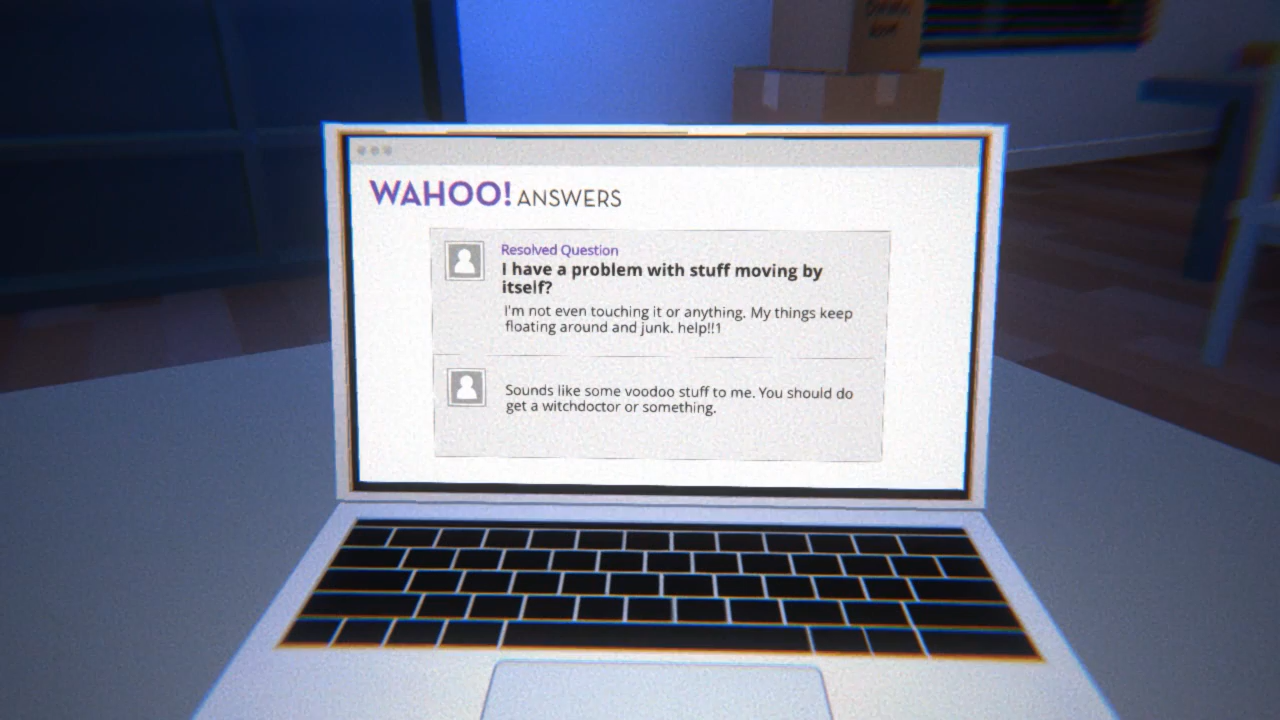 WAHOO! ANSWERS
Resolved Question
I have a problem with stuff moving by
itself?
I'm not even touching it or anything. My things keep
floating around and junk. help!!1
Sounds like some voodoo stuff to me. You should do
get a witchdoctor or something.